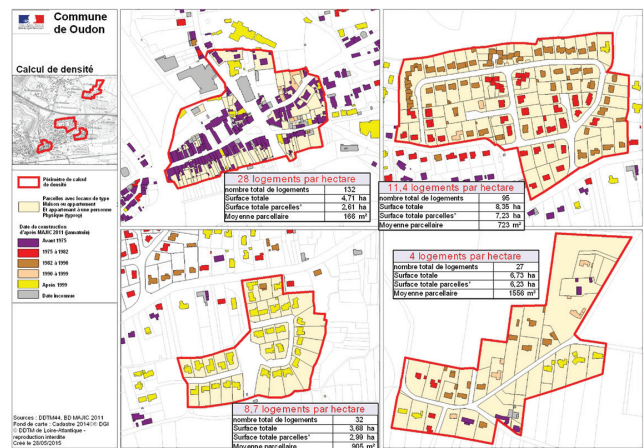 Commune
de Oudon
Calcul de densité
Périmètre de calcul
de densité
Parcelles avec locaux de type
Maison ou appartement
Et appartenant à une personne
Physique (typpro)
Date de construction
d'après MAJIC 2011 (jannatmin)
Avant 1975
1975 à 1982
1982 à 1990
1990 à 1999
Après 1999
Date inconnue
Sources : DDTM44, BD MAJIC 2011
Fond de carte : Cadastre 2014 © DGI
© DDTM de Loire-Atlantique -
reproduction interdite
Crée le 28/05/2015
28 logements par hectare
nombre total de logements 132
Surface totale 4,71 ha
Surface totale parcelles* 2,61 ha
Moyenne parcellaire 166 m²
11,4 logements par hectare
nombre total de logements 95
Surface totale 8,35 ha
Surface totale parcelles* 7,23 ha
Moyenne parcellaire 723 m²
8,7 logements par hectare
nombre total de logements 32
Surface totale 3,68 ha
Surface totale parcelles* 2,99 ha
Moyenne parcellaire 905 m²
4 logements par hectare
nombre total de logements 27
Surface totale 6,73 ha
Surface totale parcelles* 6,23 ha
Moyenne parcellaire 1556 m²